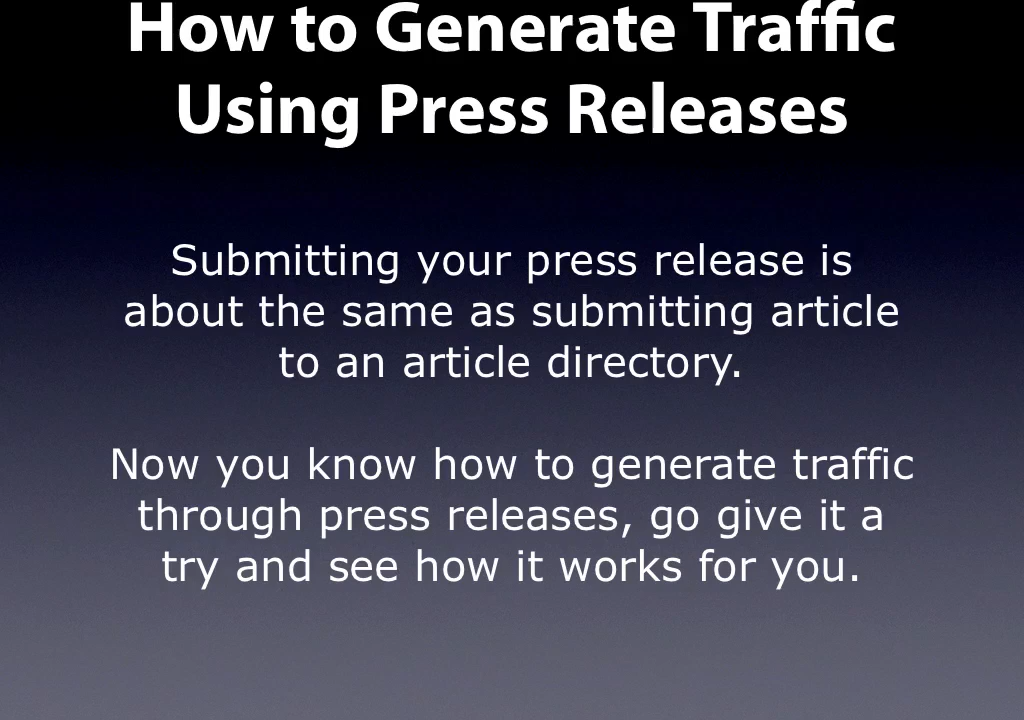 How to Generate Traffic
Using Press Releases
Submitting your press release is
about the same as submitting article
to an article directory.
Now you know how to generate traffic
through press releases, go give it a
try and see how it works for you.